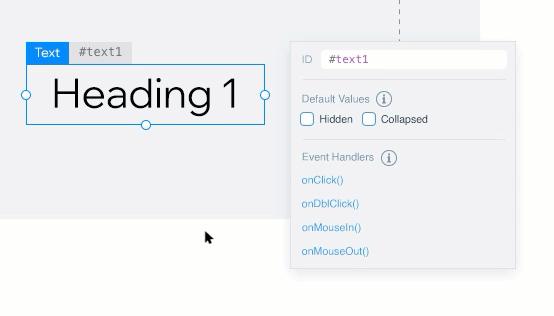 Text #text1
Heading 1
ID #text1
Default Values
Hidden Collapsed
Event Handlers
onClick()
onDblClick()
onMouseIn()
onMouseOut()